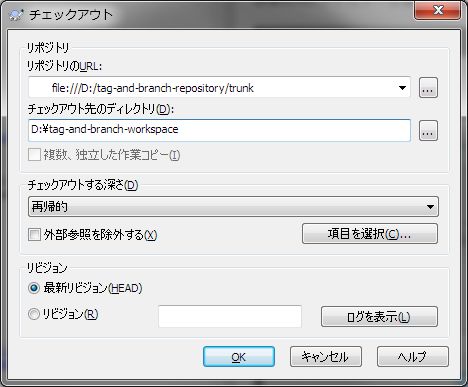 チェックアウト
リポジトリ
リポジトリのURL:
file:///D:/tag-and-branch-repository/trunk
...
チェックアウト先のディレクトリ(D):
D:¥tag-and-branch-workspace
...
複数、独立した作業コピー(I)
チェックアウトする深さ(D)
再帰的
外部参照を除外する(X)
項目を選択(C)...
リビジョン
最新リビジョン(HEAD)
リビジョン(R)
ログを表示(L)
OK
キャンセル
ヘルプ